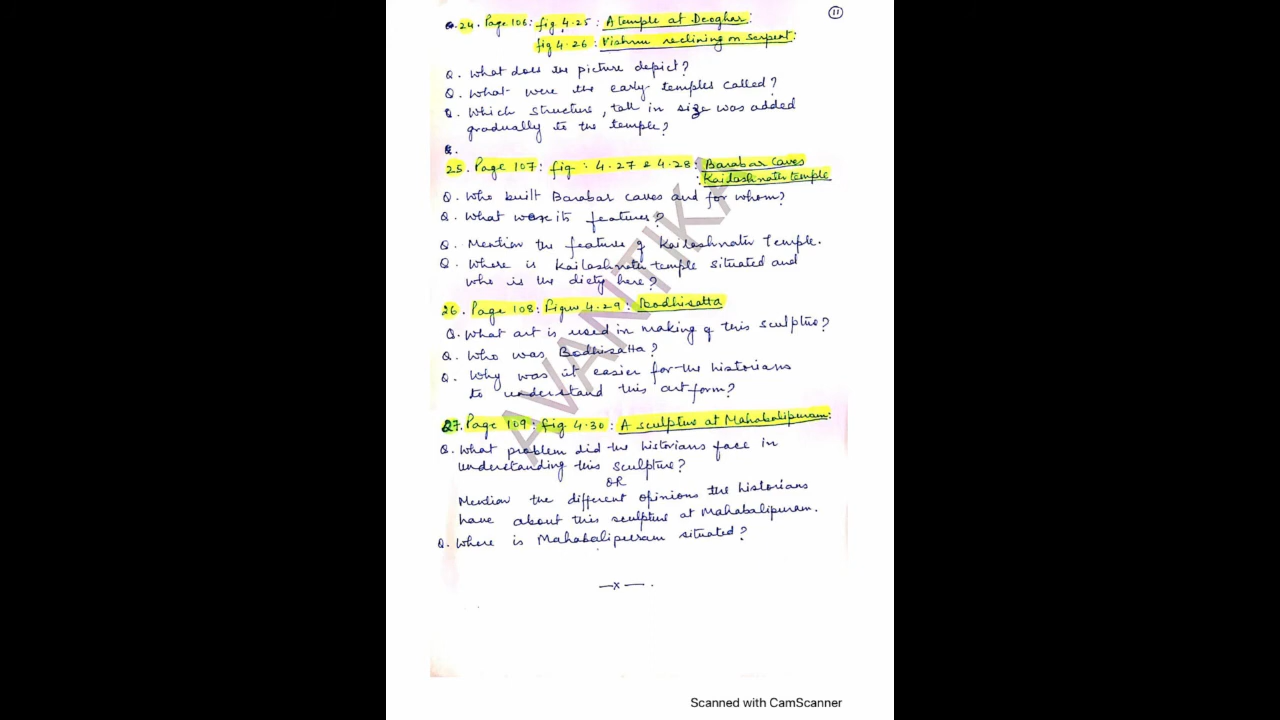 11
24. Page 106: fig 4.25: A temple at Deoghar:
fig 4.26: Vishnu reclining on serpent:
Q. What does the picture depict?
Q. What were the early temples called?
Q. Which structure, tall in size was added
gradually to the temple?
25. Page 107: fig: 4.27 & 4.28: Barabar caves
: Kailashnath temple
Q. Who built Barabar caves and for whom?
Q. What were its features?
Q. Mention the features of Kailashnath Temple.
Q. Where is Kailashnath temple situated and
who is the diety here?
26. Page 108: Figure 4.29: Bodhisatta
Q. What art is used in making of this sculpture?
Q. Who was Bodhisatta?
Q. Why was it easier for the historians
to understand this art form?
27. Page 109: fig 4.30: A sculpture at Mahabalipuram:
Q. What problem did the historians face in
understanding this sculpture?
OR
Mention the different opinions the historians
have about this sculpture at Mahabalipuram.
Q. Where is Mahabalipuram situated?
—x—.
AVANTIKA
Scanned with CamScanner